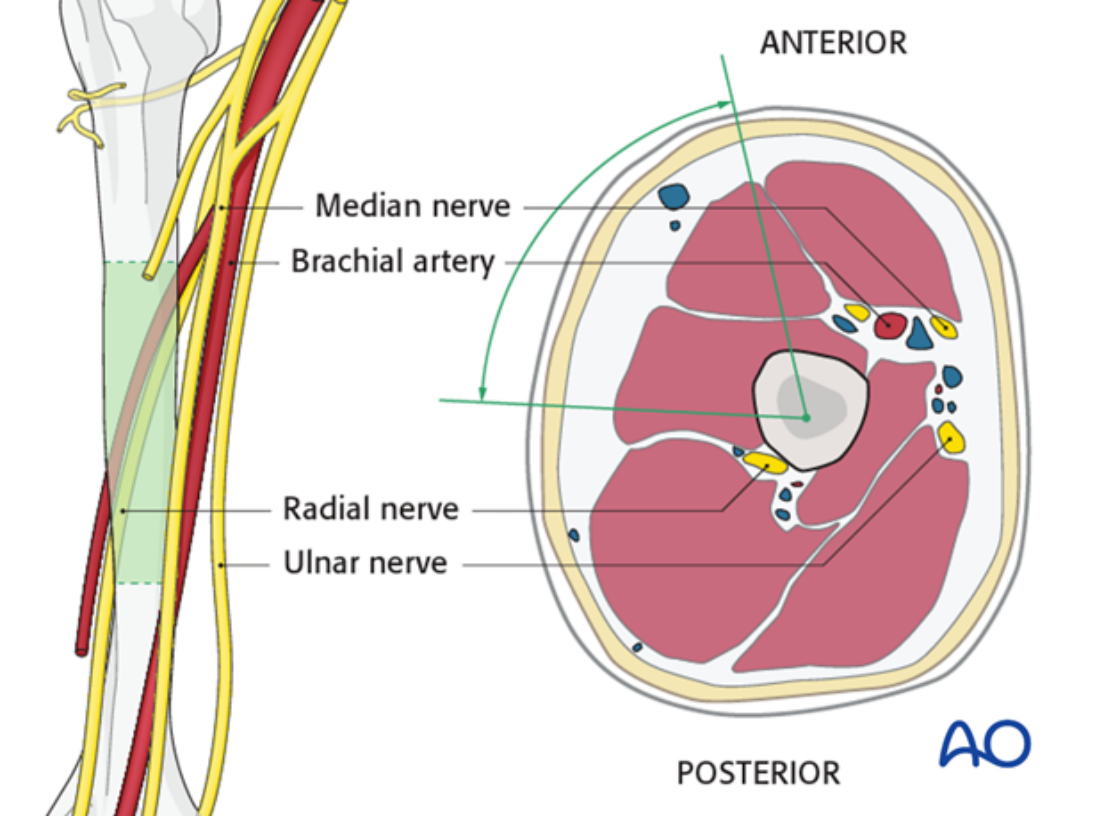 ANTERIOR
Median nerve
Brachial artery
Radial nerve
Ulnar nerve
AO
POSTERIOR